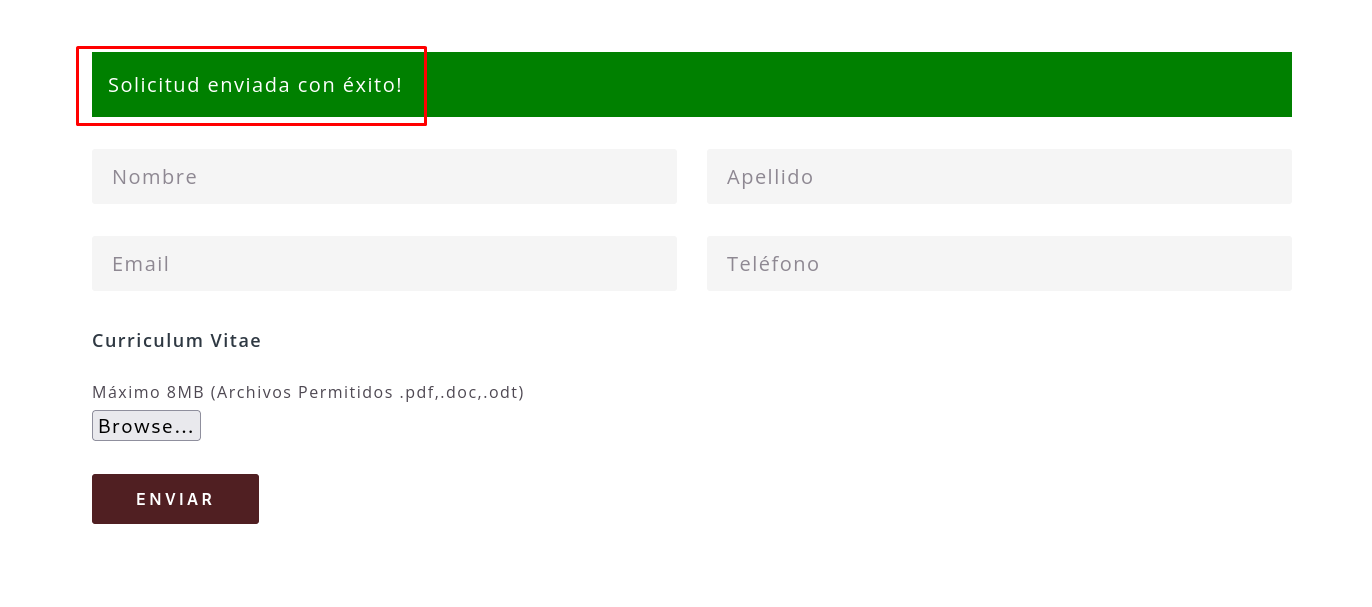 Solicitud enviada con éxito!
Nombre
Apellido
Email
Teléfono
Curriculum Vitae
Máximo 8MB (Archivos Permitidos .pdf,.doc,.odt)
Browse...
ENVIAR